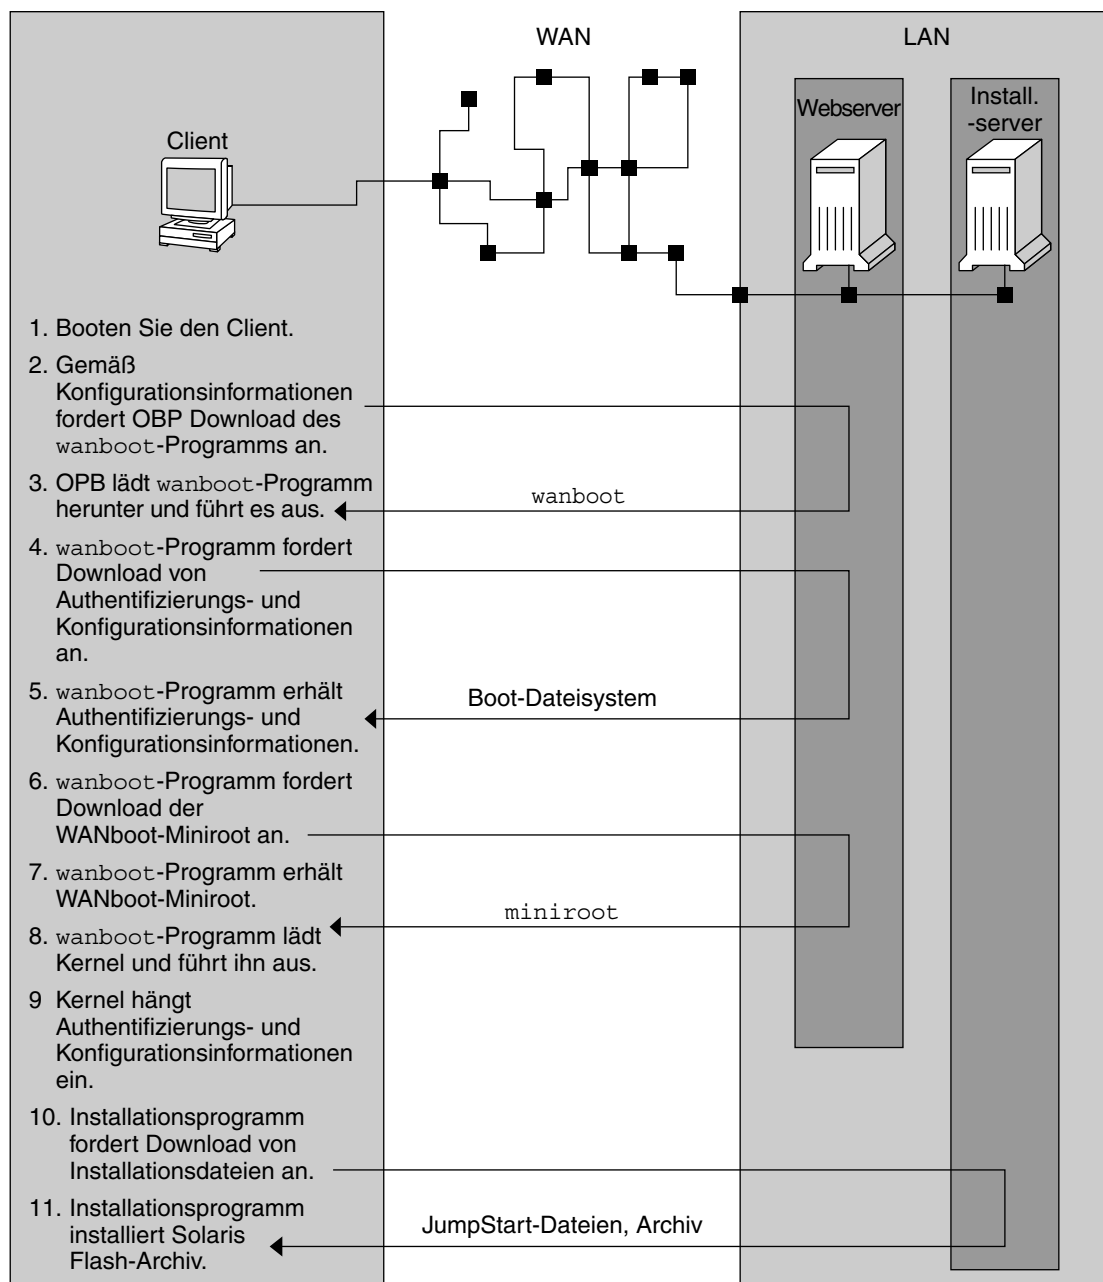 WAN
LAN
Client
Webserver
Install.
-server
1. Booten Sie den Client.
2. Gemäß
Konfigurationsinformationen
fordert OBP Download des
wanboot-Programms an.
3. OPB lädt wanboot-Programm
herunter und führt es aus.
wanboot
4. wanboot-Programm fordert
Download von
Authentifizierungs- und
Konfigurationsinformationen
an.
5. wanboot-Programm erhält
Authentifizierungs- und
Konfigurationsinformationen.
Boot-Dateisystem
6. wanboot-Programm fordert
Download der
WANboot-Miniroot an.
7. wanboot-Programm erhält
WANboot-Miniroot.
miniroot
8. wanboot-Programm lädt
Kernel und führt ihn aus.
9 Kernel hängt
Authentifizierungs- und
Konfigurationsinformationen
ein.
10. Installationsprogramm
fordert Download von
Installationsdateien an.
11. Installationsprogramm
installiert Solaris
Flash-Archiv.
JumpStart-Dateien, Archiv